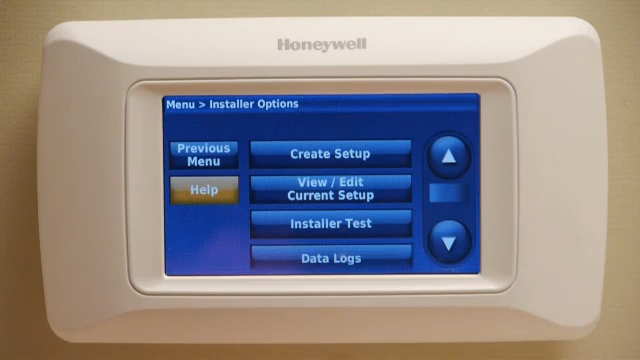 Honeywell
Menu > Installer Options
Previous
Menu
Help
Create Setup
View / Edit
Current Setup
Installer Test
Data Logs